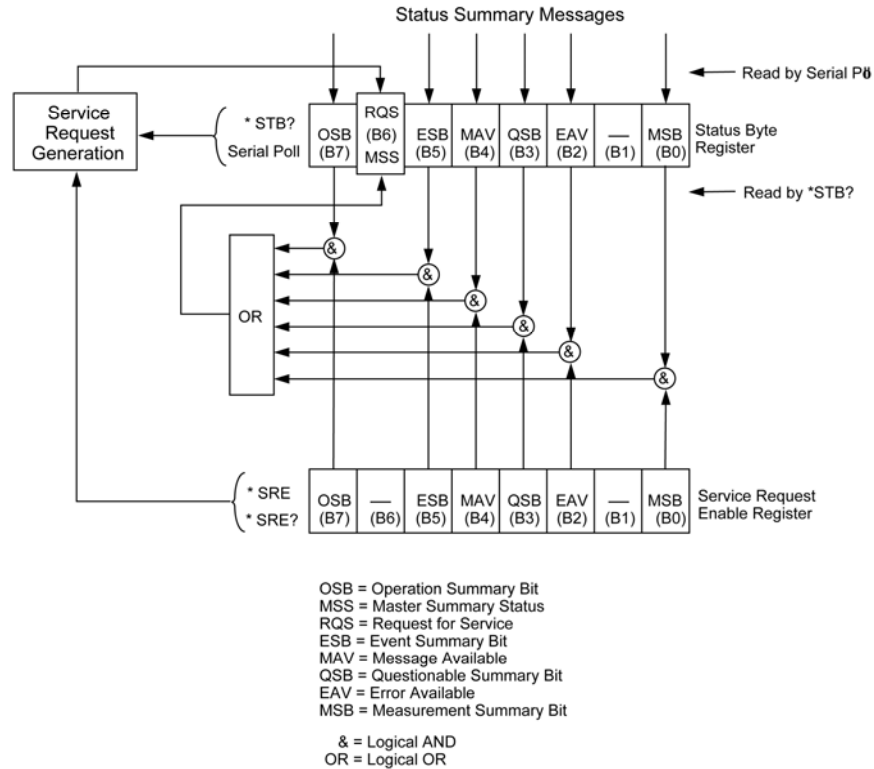 Status Summary Messages
Read by Serial Pö
Service
Request
Generation
* STB?
Serial Poll
OSB
(B7)
RQS
(B6)
MSS
ESB
(B5)
MAV
(B4)
QSB
(B3)
EAV
(B2)
—
(B1)
MSB
(B0)
Status Byte
Register
Read by *STB?
OR
&
&
&
&
&
&
* SRE
* SRE?
OSB
(B7)
—
(B6)
ESB
(B5)
MAV
(B4)
QSB
(B3)
EAV
(B2)
—
(B1)
MSB
(B0)
Service Request
Enable Register
OSB = Operation Summary Bit
MSS = Master Summary Status
RQS = Request for Service
ESB = Event Summary Bit
MAV = Message Available
QSB = Questionable Summary Bit
EAV = Error Available
MSB = Measurement Summary Bit
& = Logical AND
OR = Logical OR